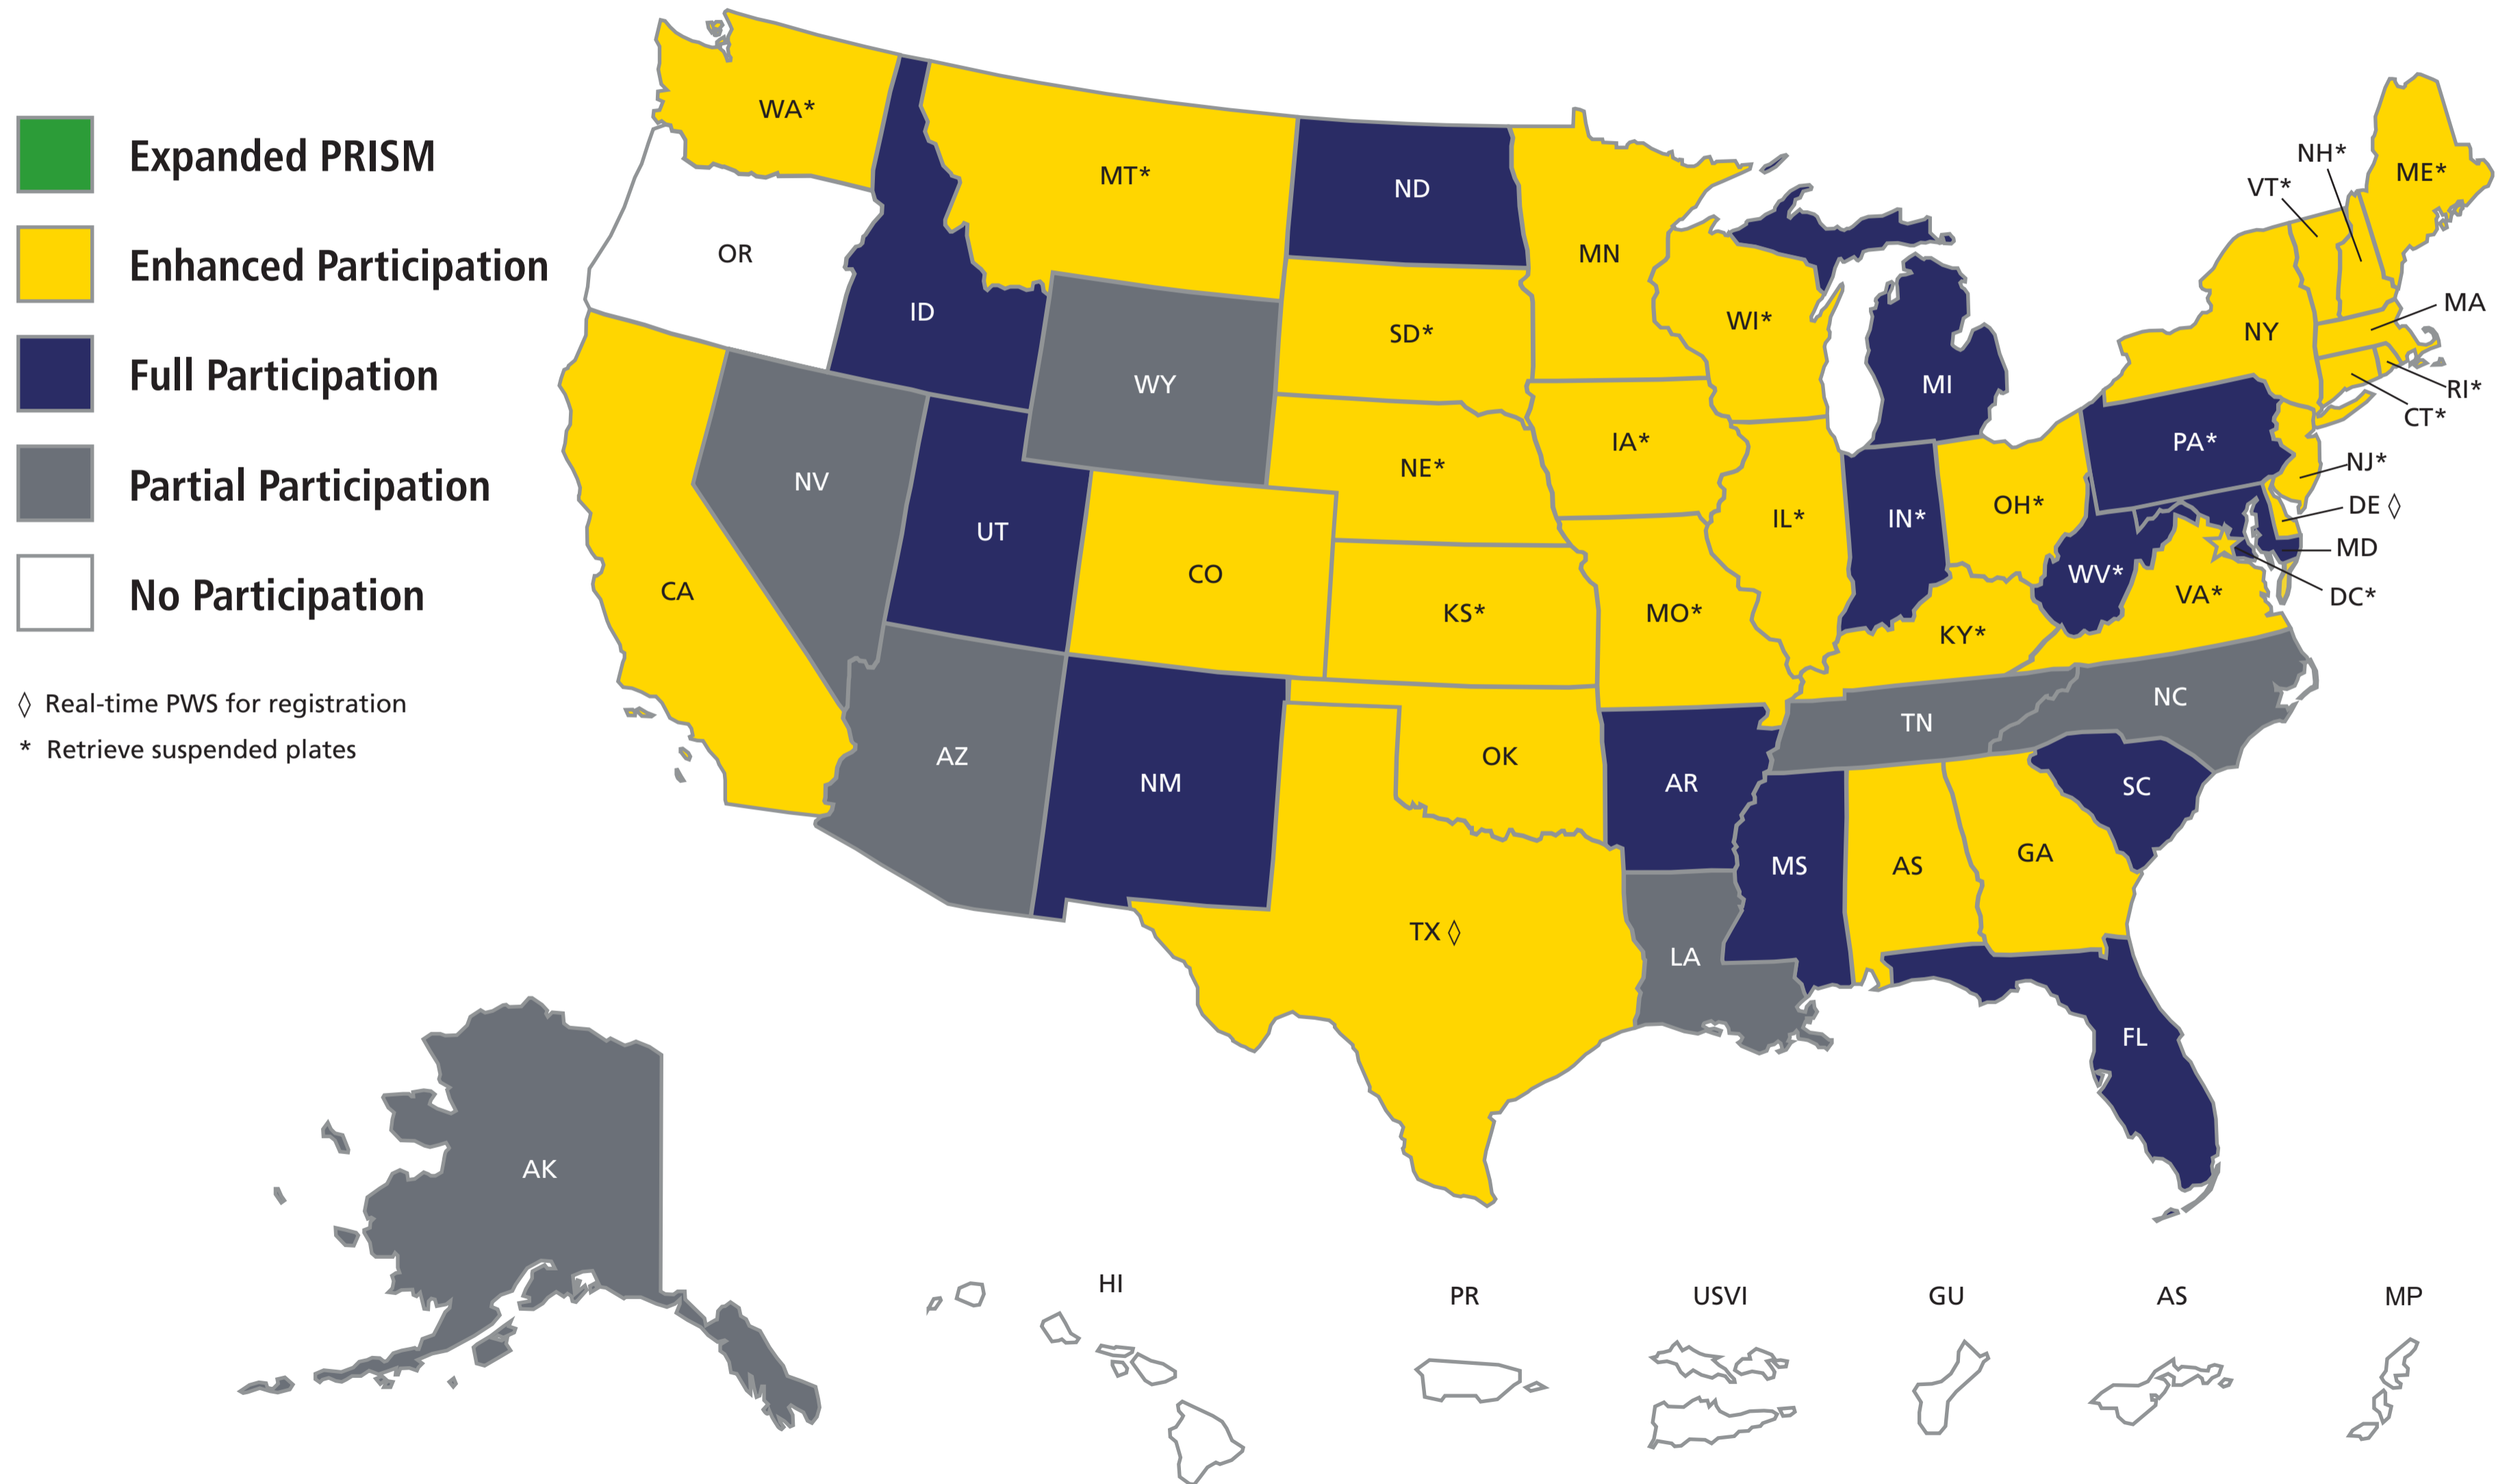 Expanded PRISM
Enhanced Participation
Full Participation
Partial Participation
No Participation
◊ Real-time PWS for registration
* Retrieve suspended plates
WA*
MT*
ND
MN
OR
ID
WY
SD*
WI*
MI
NY
VT*
NH*
ME*
MA
RI*
CT*
NV
UT
CO
NE*
IA*
IL*
IN*
OH*
PA*
NJ*
DE ◊
MD
DC*
CA
KS*
MO*
KY*
WV*
VA*
AZ
NM
OK
AR
TN
NC
SC
TX ◊
LA
MS
AS
GA
FL
AK
HI
PR
USVI
GU
AS
MP